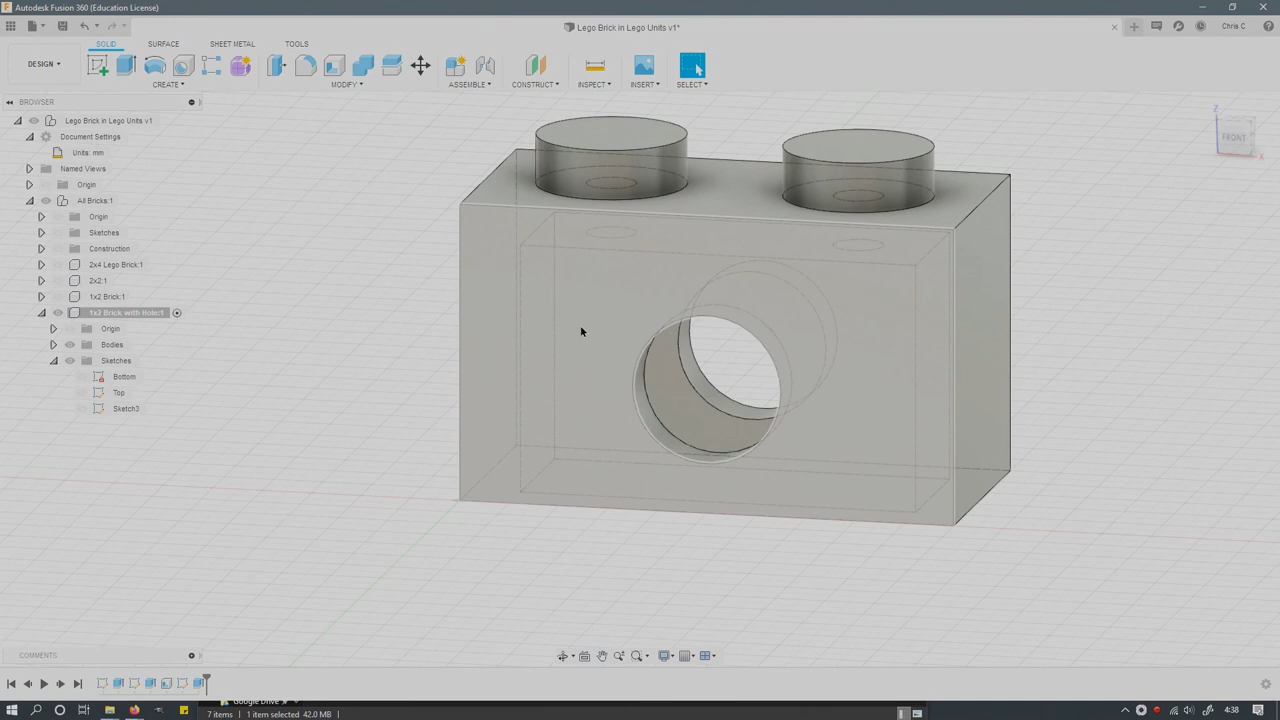 Autodesk Fusion 360 (Education License)
Lego Brick in Lego Units v1*
Chris C
SOLID SURFACE SHEET METAL TOOLS
DESIGN
CREATE MODIFY ASSEMBLE CONSTRUCT INSPECT INSERT SELECT
BROWSER
Lego Brick in Lego Units v1
Document Settings
Units: mm
Named Views
Origin
All Bricks:1
Origin
Sketches
Construction
2x4 Lego Brick:1
2x2:1
1x2 Brick:1
1x2 Brick with Hole:1
Origin
Bodies
Sketches
Bottom
Top
Sketch3
Z
FRONT
X
COMMENTS
Google Drive
7 items 1 item selected 42.0 MB
4:38